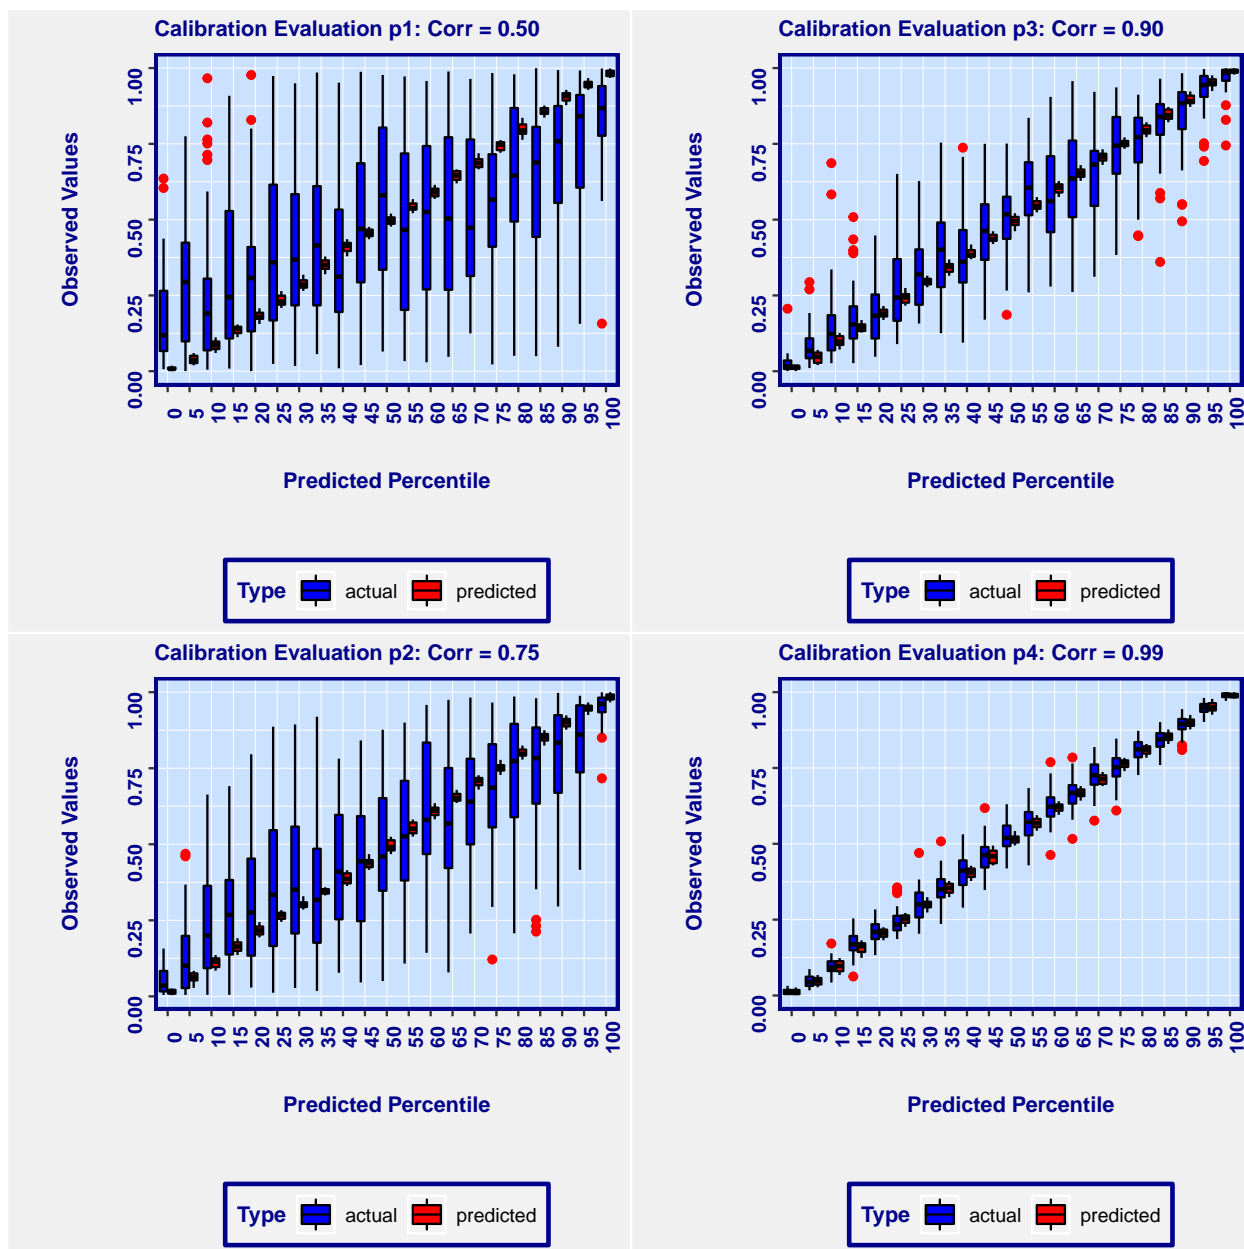 Calibration Evaluation p1: Corr = 0.50
Observed Values
1.00
0.75
0.50
0.25
0.00
0 5 10 15 20 25 30 35 40 45 50 55 60 65 70 75 80 85 90 95 100
Predicted Percentile
Type actual predicted
Calibration Evaluation p3: Corr = 0.90
Observed Values
1.00
0.75
0.50
0.25
0.00
0 5 10 15 20 25 30 35 40 45 50 55 60 65 70 75 80 85 90 95 100
Predicted Percentile
Type actual predicted
Calibration Evaluation p2: Corr = 0.75
Observed Values
1.00
0.75
0.50
0.25
0.00
0 5 10 15 20 25 30 35 40 45 50 55 60 65 70 75 80 85 90 95 100
Predicted Percentile
Type actual predicted
Calibration Evaluation p4: Corr = 0.99
Observed Values
1.00
0.75
0.50
0.25
0.00
0 5 10 15 20 25 30 35 40 45 50 55 60 65 70 75 80 85 90 95 100
Predicted Percentile
Type actual predicted